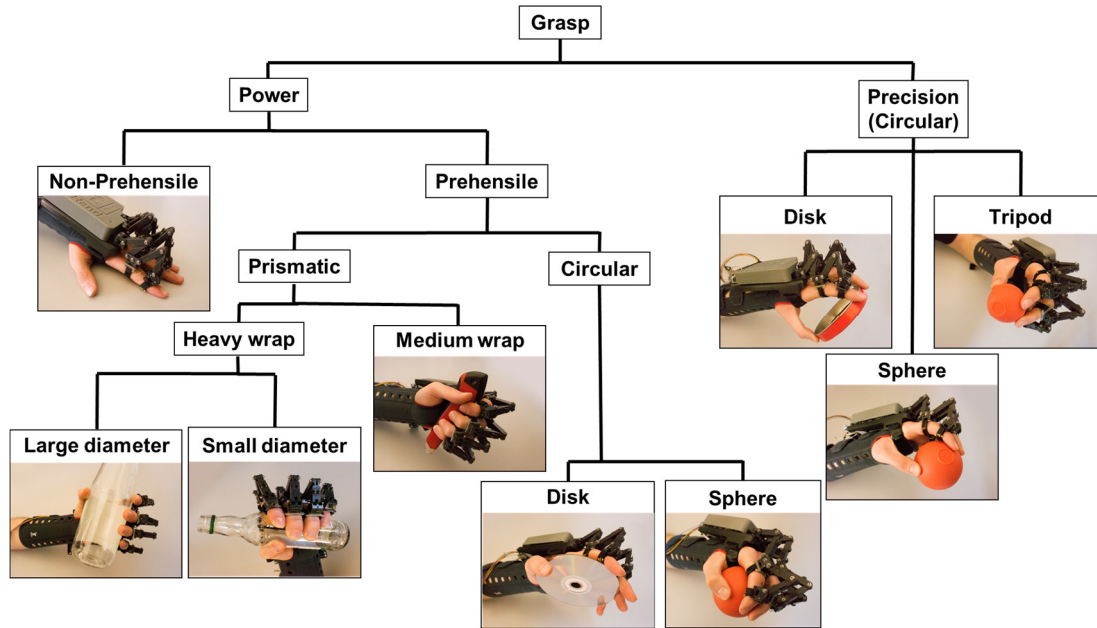 Grasp
Power
Precision
(Circular)
Non-Prehensile
Prehensile
Disk
Tripod
Prismatic
Circular
Heavy wrap
Medium wrap
Sphere
Large diameter
Small diameter
Disk
Sphere